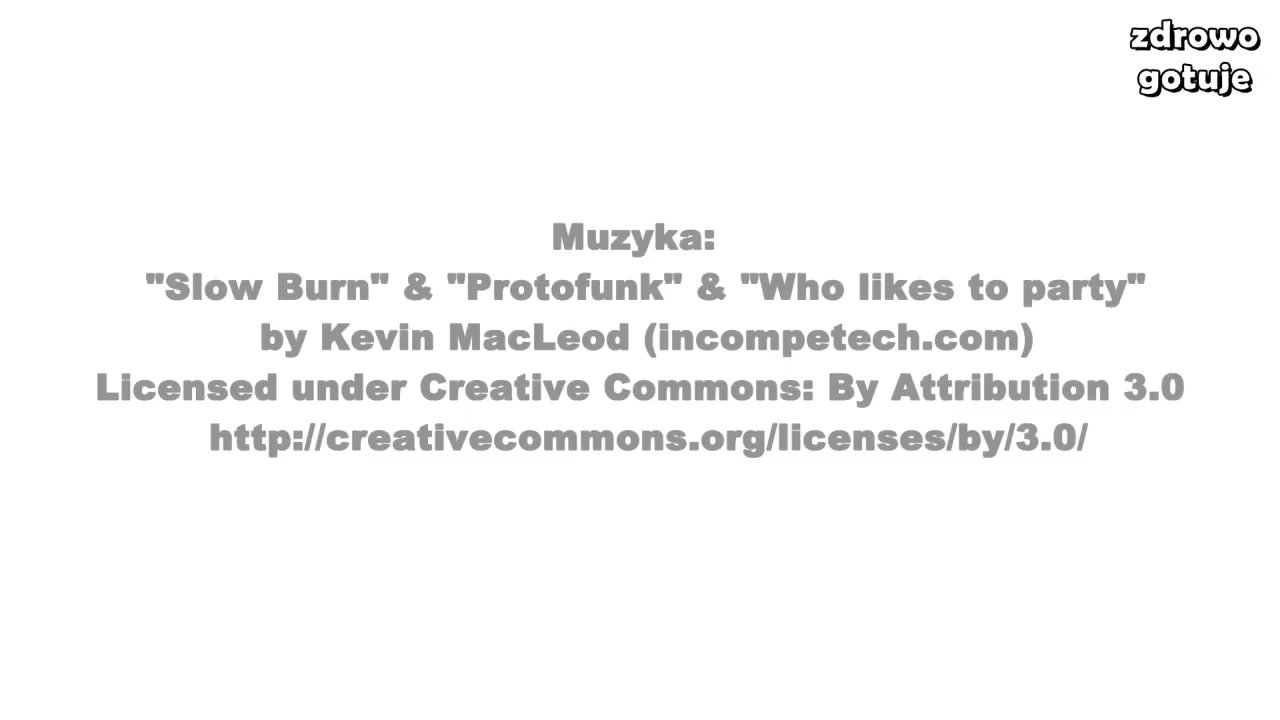 zdrowo
gotuje
Muzyka:
"Slow Burn" & "Protofunk" & "Who likes to party"
by Kevin MacLeod (incompetech.com)
Licensed under Creative Commons: By Attribution 3.0
http://creativecommons.org/licenses/by/3.0/